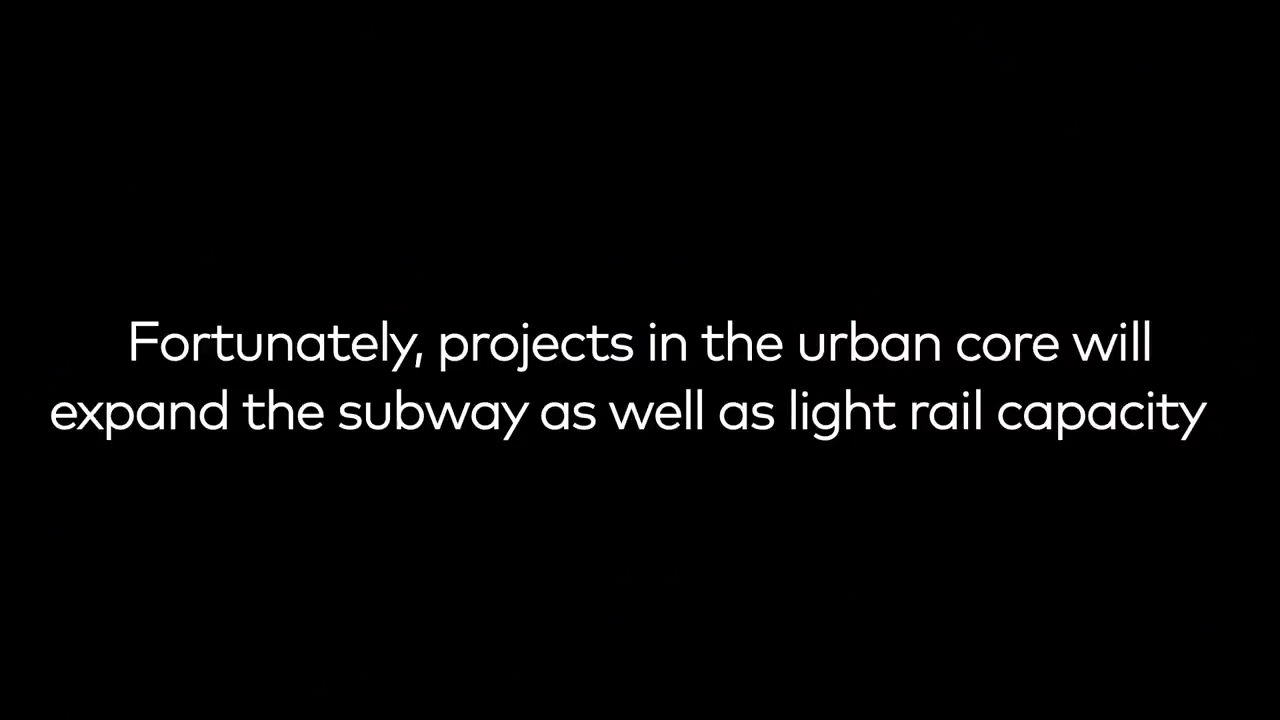 Fortunately, projects in the urban core will
expand the subway as well as light rail capacity